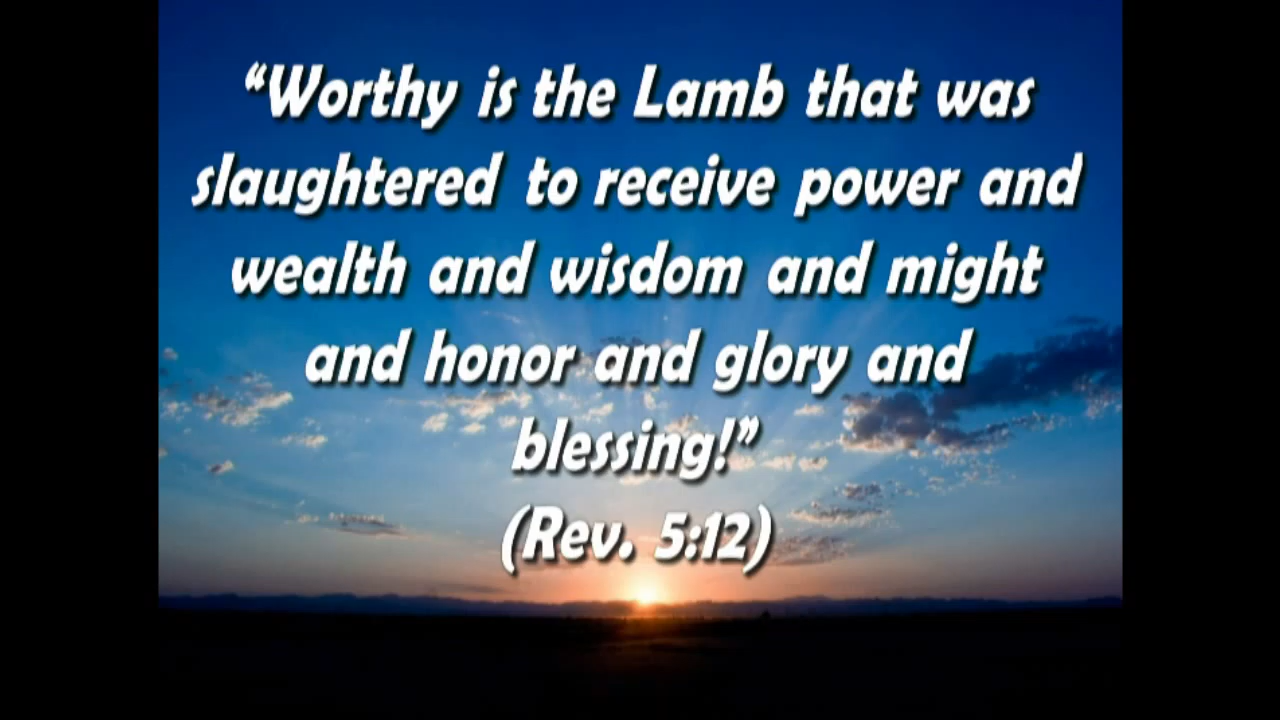 “Worthy is the Lamb that was
slaughtered to receive power and
wealth and wisdom and might
and honor and glory and
blessing!”
(Rev. 5:12)